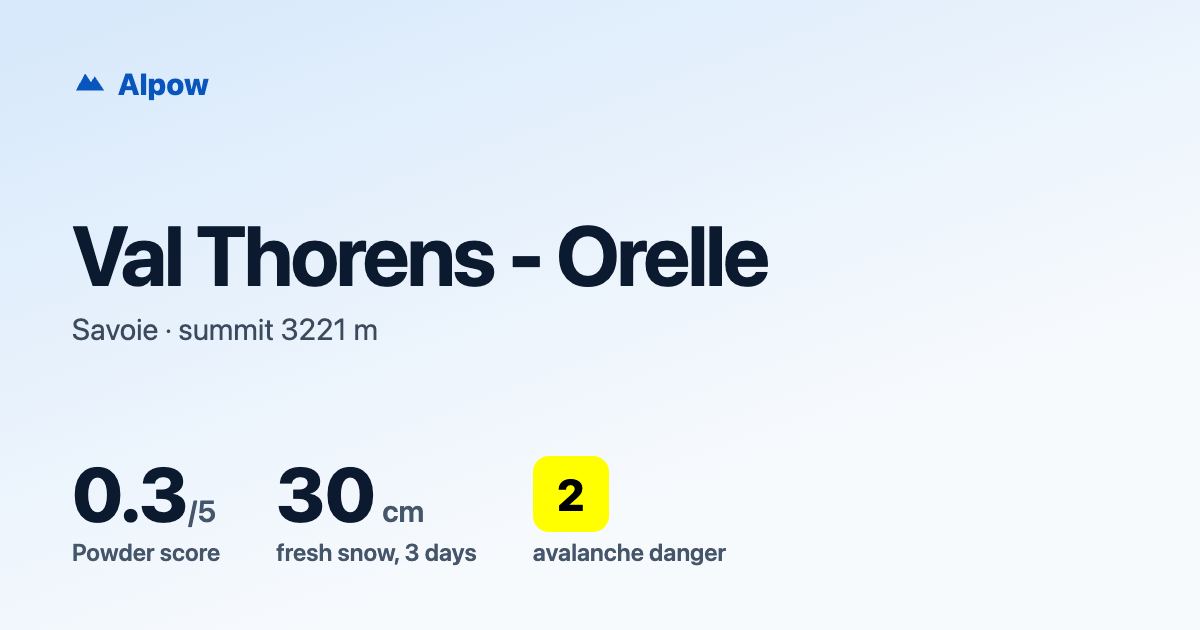 Alpow
Val Thorens - Orelle
Savoie · summit 3221 m
0.3/5 30 cm 2
Powder score fresh snow, 3 days avalanche danger